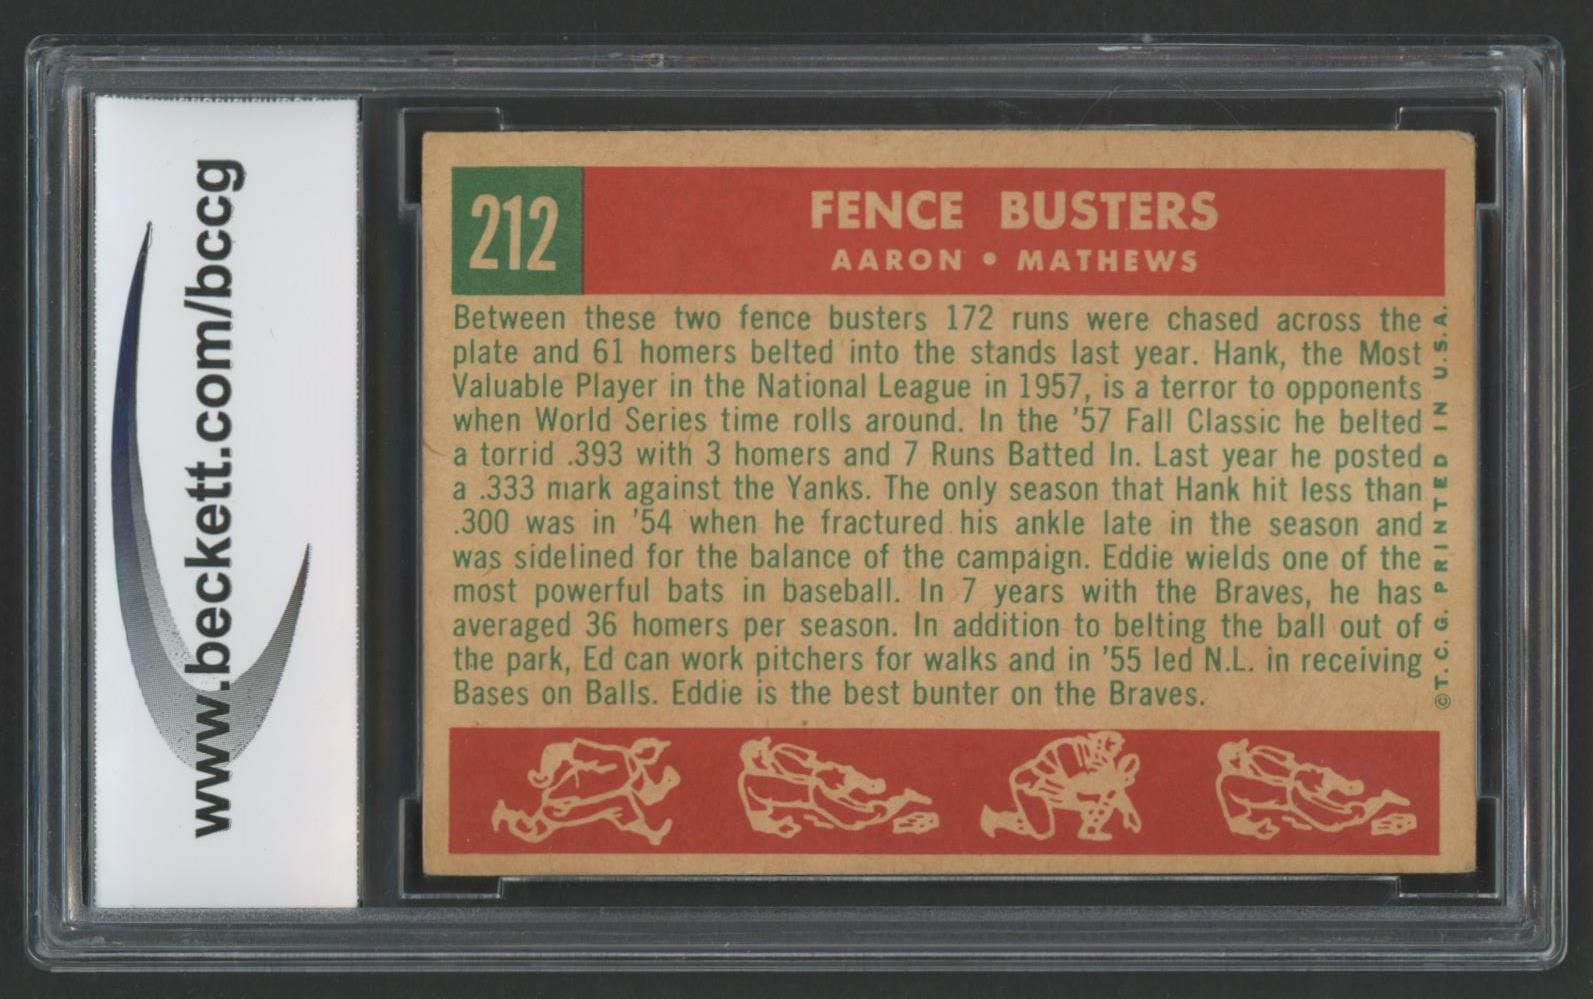 www.beckett.com/bccg
212
FENCE BUSTERS
AARON • MATHEWS
Between these two fence busters 172 runs were chased across the
plate and 61 homers belted into the stands last year. Hank, the Most
Valuable Player in the National League in 1957, is a terror to opponents
when World Series time rolls around. In the '57 Fall Classic he belted
a torrid .393 with 3 homers and 7 Runs Batted In. Last year he posted
a .333 mark against the Yanks. The only season that Hank hit less than
.300 was in '54 when he fractured his ankle late in the season and
was sidelined for the balance of the campaign. Eddie wields one of the
most powerful bats in baseball. In 7 years with the Braves, he has
averaged 36 homers per season. In addition to belting the ball out of
the park, Ed can work pitchers for walks and in '55 led N.L. in receiving
Bases on Balls. Eddie is the best bunter on the Braves.
©T.C.G. PRINTED IN U.S.A.